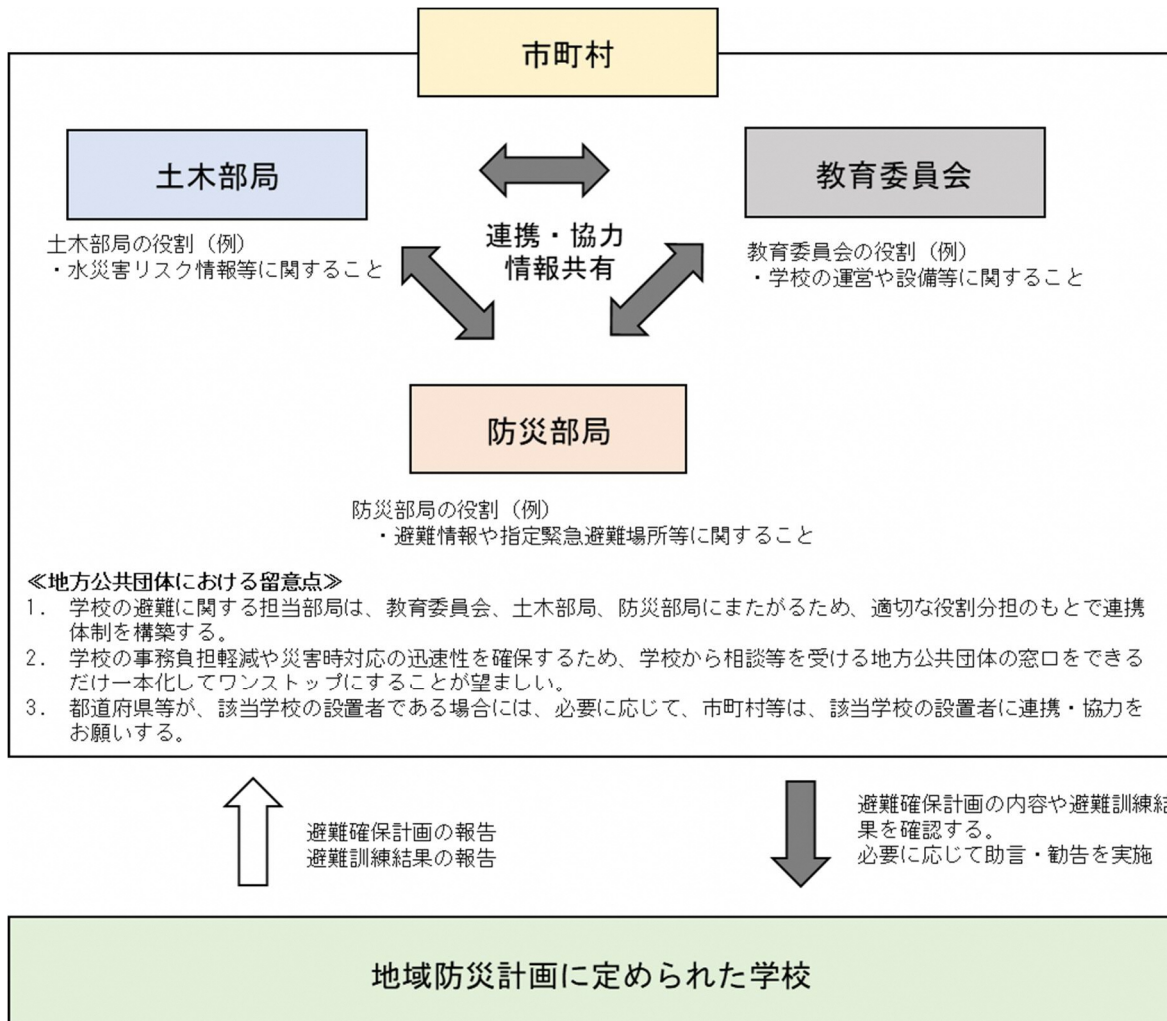 市町村
土木部局
教育委員会
土木部局の役割（例）
・水災害リスク情報等に関すること
連携・協力
情報共有
教育委員会の役割（例）
・学校の運営や設備等に関すること
防災部局
防災部局の役割（例）
・避難情報や指定緊急避難場所等に関すること
≪地方公共団体における留意点≫
1. 学校の避難に関する担当部局は、教育委員会、土木部局、防災部局にまたがるため、適切な役割分担のもとで連携
体制を構築する。
2. 学校の事務負担軽減や災害時対応の迅速性を確保するため、学校から相談等を受ける地方公共団体の窓口をできる
だけ一本化してワンストップにすることが望ましい。
3. 都道府県等が、該当学校の設置者である場合には、必要に応じて、市町村等は、該当学校の設置者に連携・協力を
お願いする。
避難確保計画の報告
避難訓練結果の報告
避難確保計画の内容や避難訓練結
果を確認する。
必要に応じて助言・勧告を実施
地域防災計画に定められた学校